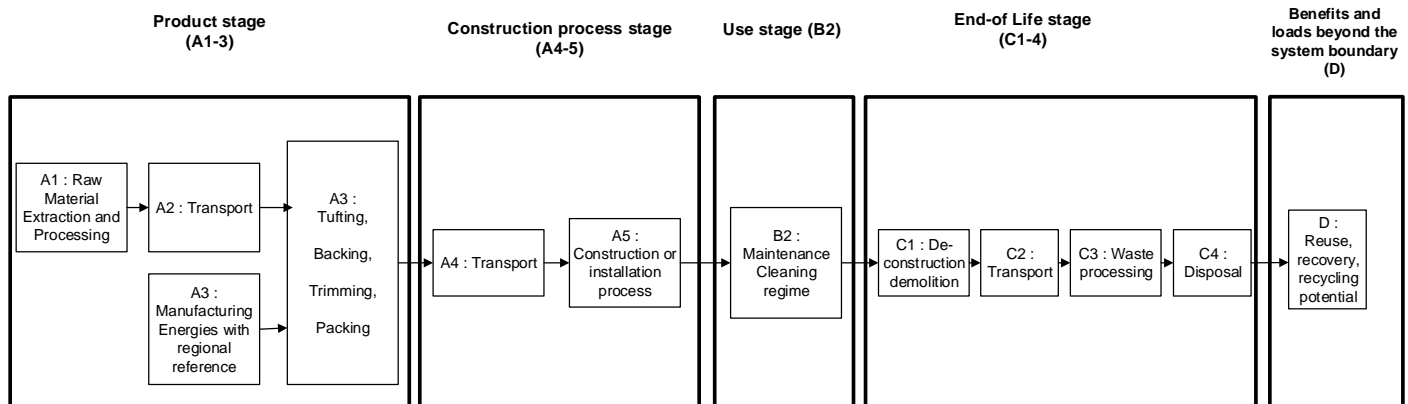 Product stage
(A1-3)
Construction process stage
(A4-5)
Use stage (B2)
End-of Life stage
(C1-4)
Benefits and
loads beyond the
system boundary
(D)
A1 : Raw
Material
Extraction and
Processing
A2 : Transport
A3 :
Manufacturing
Energies with
regional
reference
A3 :
Tufting,
Backing,
Trimming,
Packing
A4 : Transport
A5 :
Construction or
installation
process
B2 :
Maintenance
Cleaning
regime
C1 : De-
construction
demolition
C2 :
Transport
C3 : Waste
processing
C4 :
Disposal
D :
Reuse,
recovery,
recycling
potential